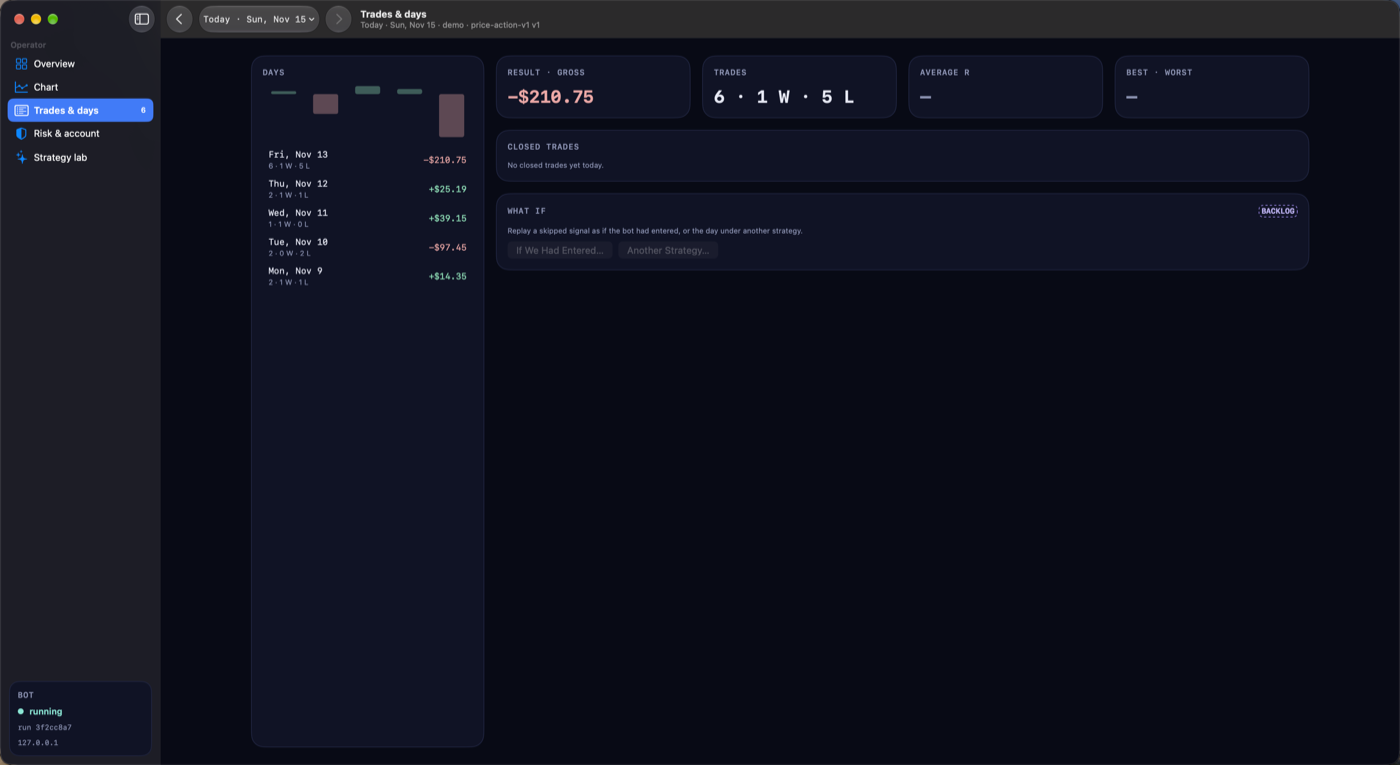 Operator
Overview
Chart
Trades & days 6
Risk & account
Strategy lab
BOT
running
run 3f2cc8a7
127.0.0.1
Today · Sun, Nov 15
Trades & days
Today · Sun, Nov 15 · demo · price-action-v1 v1
DAYS
Fri, Nov 13 −$210.75
6 · 1 W · 5 L
Thu, Nov 12 +$25.19
2 · 1 W · 1 L
Wed, Nov 11 +$39.15
1 · 1 W · 0 L
Tue, Nov 10 −$97.45
2 · 0 W · 2 L
Mon, Nov 9 +$14.35
2 · 1 W · 1 L
RESULT · GROSS
−$210.75
TRADES
6 · 1 W · 5 L
AVERAGE R
—
BEST · WORST
—
CLOSED TRADES
No closed trades yet today.
WHAT IF BACKLOG
Replay a skipped signal as if the bot had entered, or the day under another strategy.
If We Had Entered... Another Strategy...